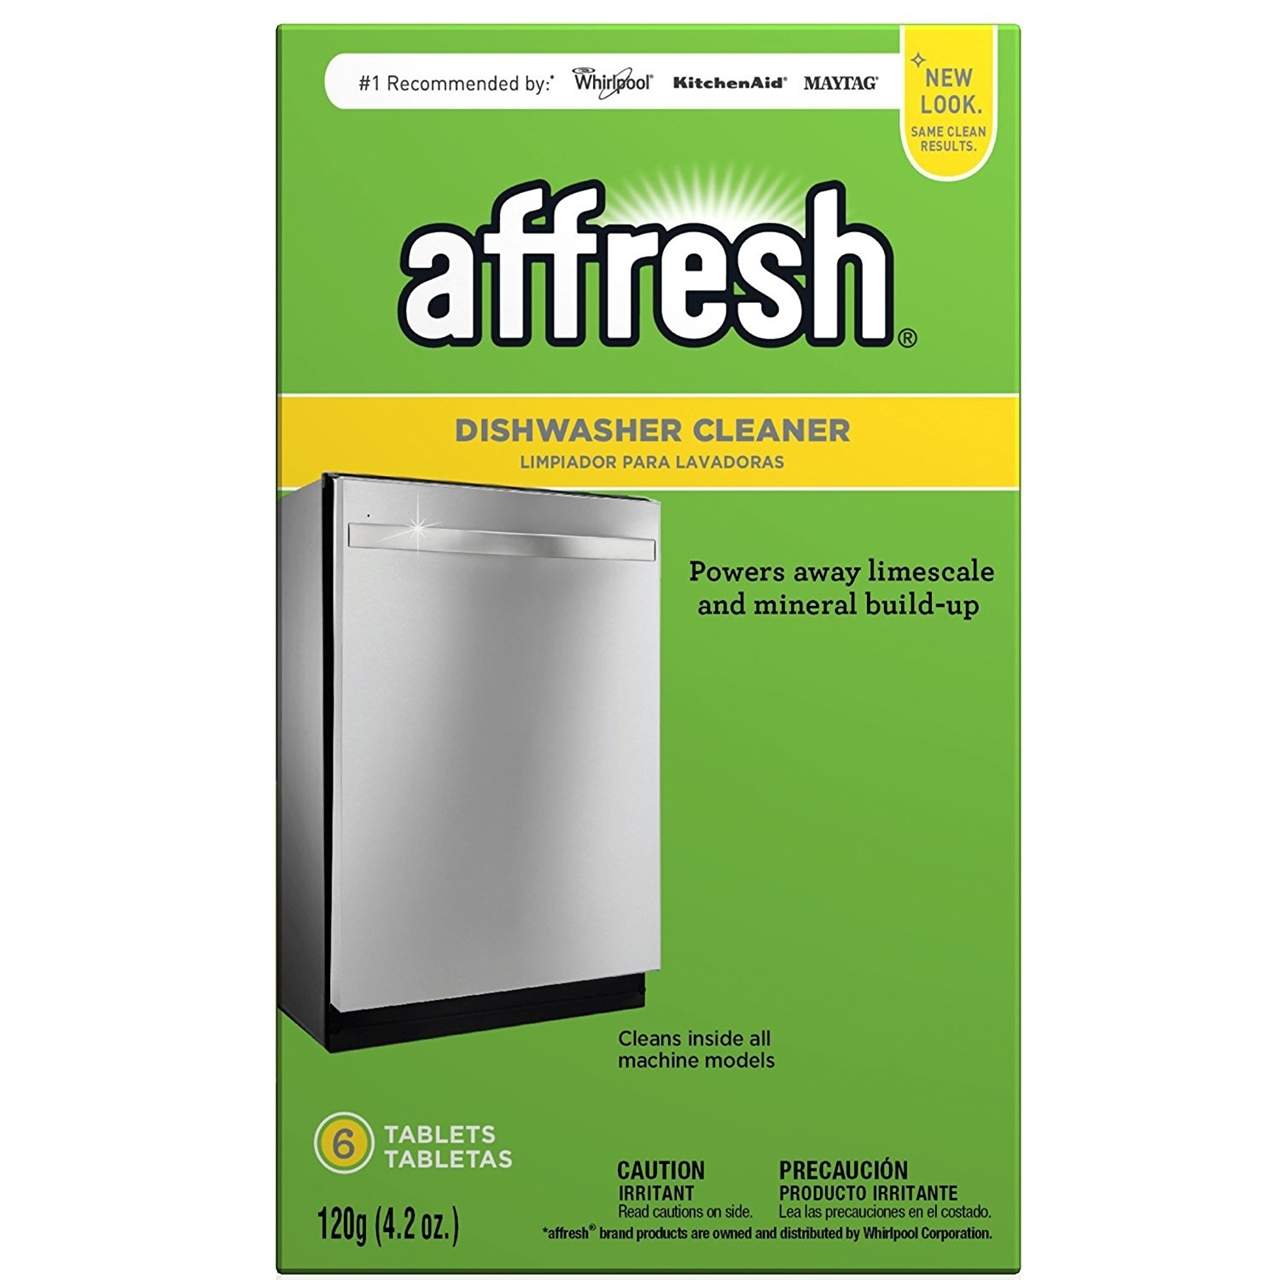 #1 Recommended by:* Whirlpool® KitchenAid® MAYTAG®
NEW
LOOK.
SAME CLEAN
RESULTS.
affresh®
DISHWASHER CLEANER
LIMPIADOR PARA LAVADORAS
Powers away limescale
and mineral build-up
Cleans inside all
machine models
6 TABLETS
TABLETAS
120g (4.2 oz.)
CAUTION
IRRITANT
Read cautions on side.
PRECAUCIÓN
PRODUCTO IRRITANTE
Lea las precauciones en el costado.
*affresh® brand products are owned and distributed by Whirlpool Corporation.